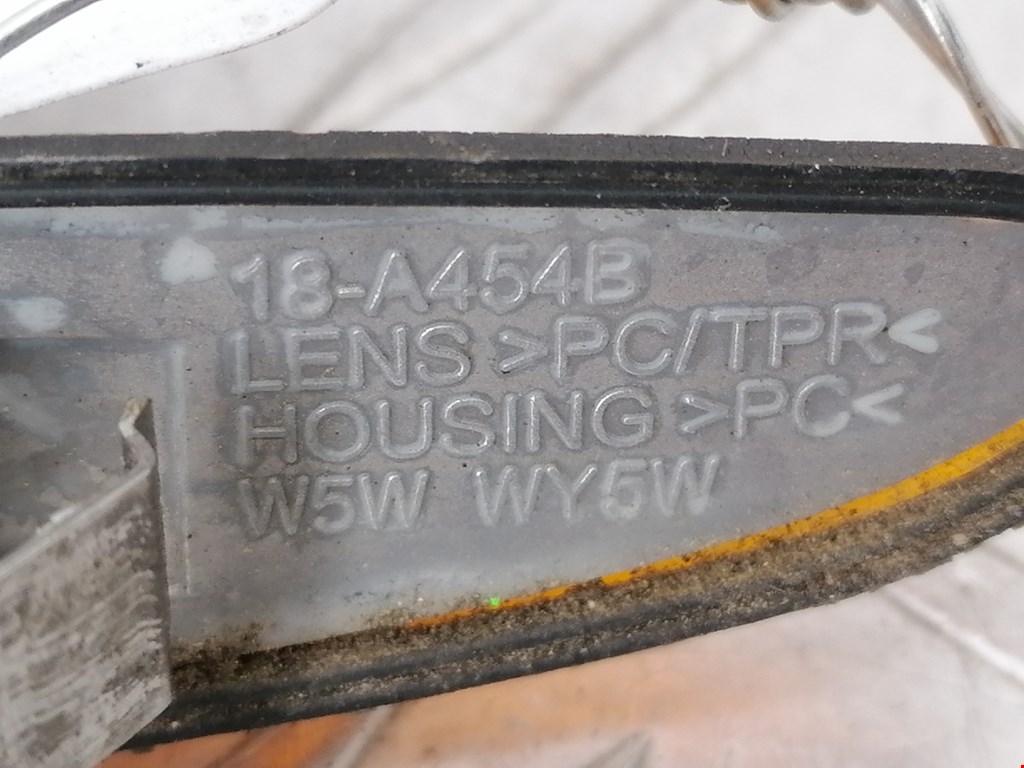 18-A454B
LENS >PC/TPR<
HOUSING >PC<
W5W WY5W